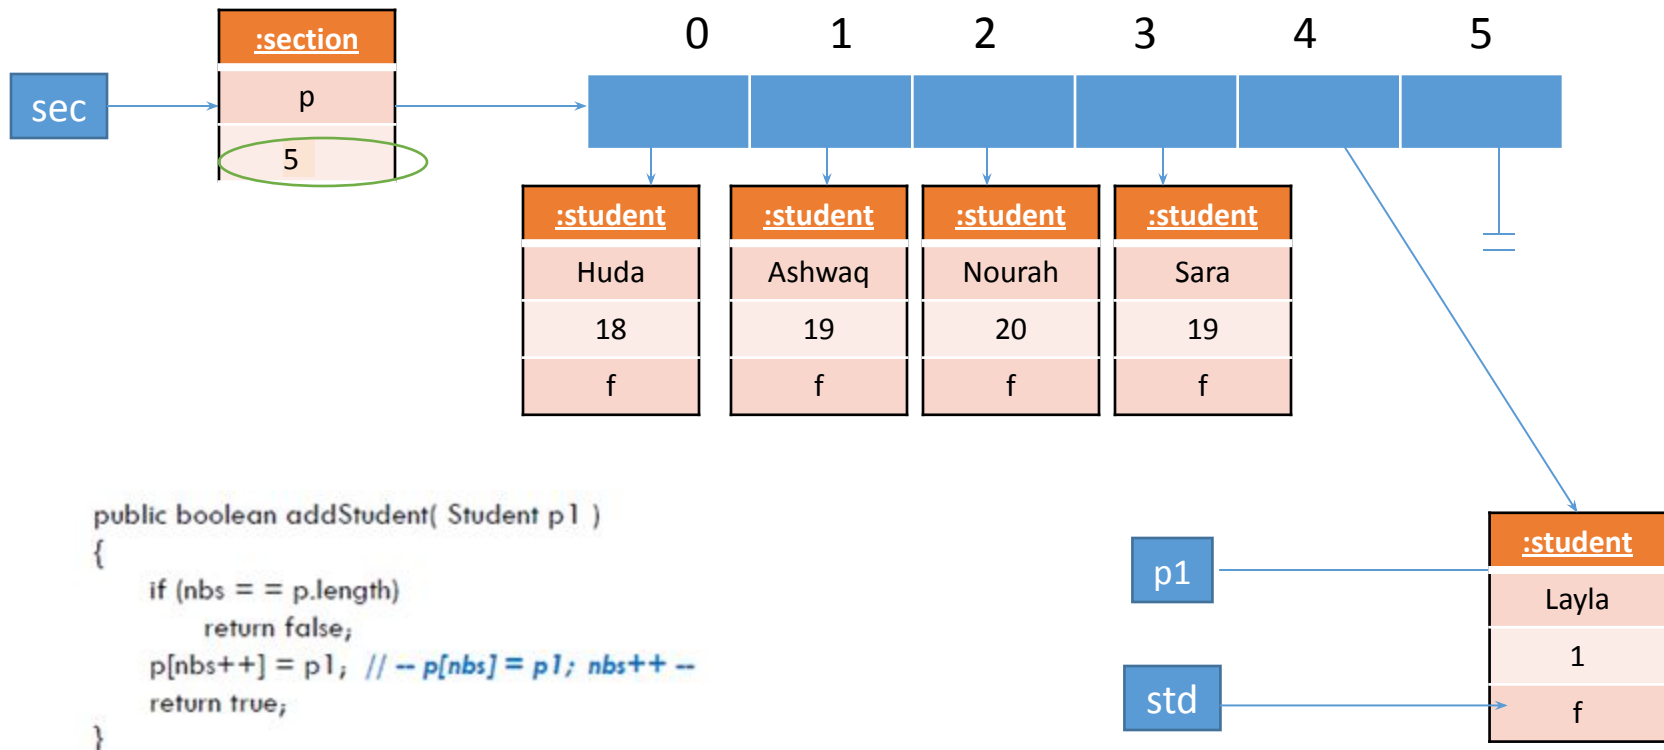 :section
0 1 2 3 4 5
sec
p
5
:student :student :student :student
Huda Ashwaq Nourah Sara
18 19 20 19
f f f f
public boolean addStudent( Student p1 )
{
if (nbs = = p.length)
return false;
p[nbs++] = p1; // -- p[nbs] = p1; nbs++ --
return true;
}
p1
std
:student
Layla
1
f